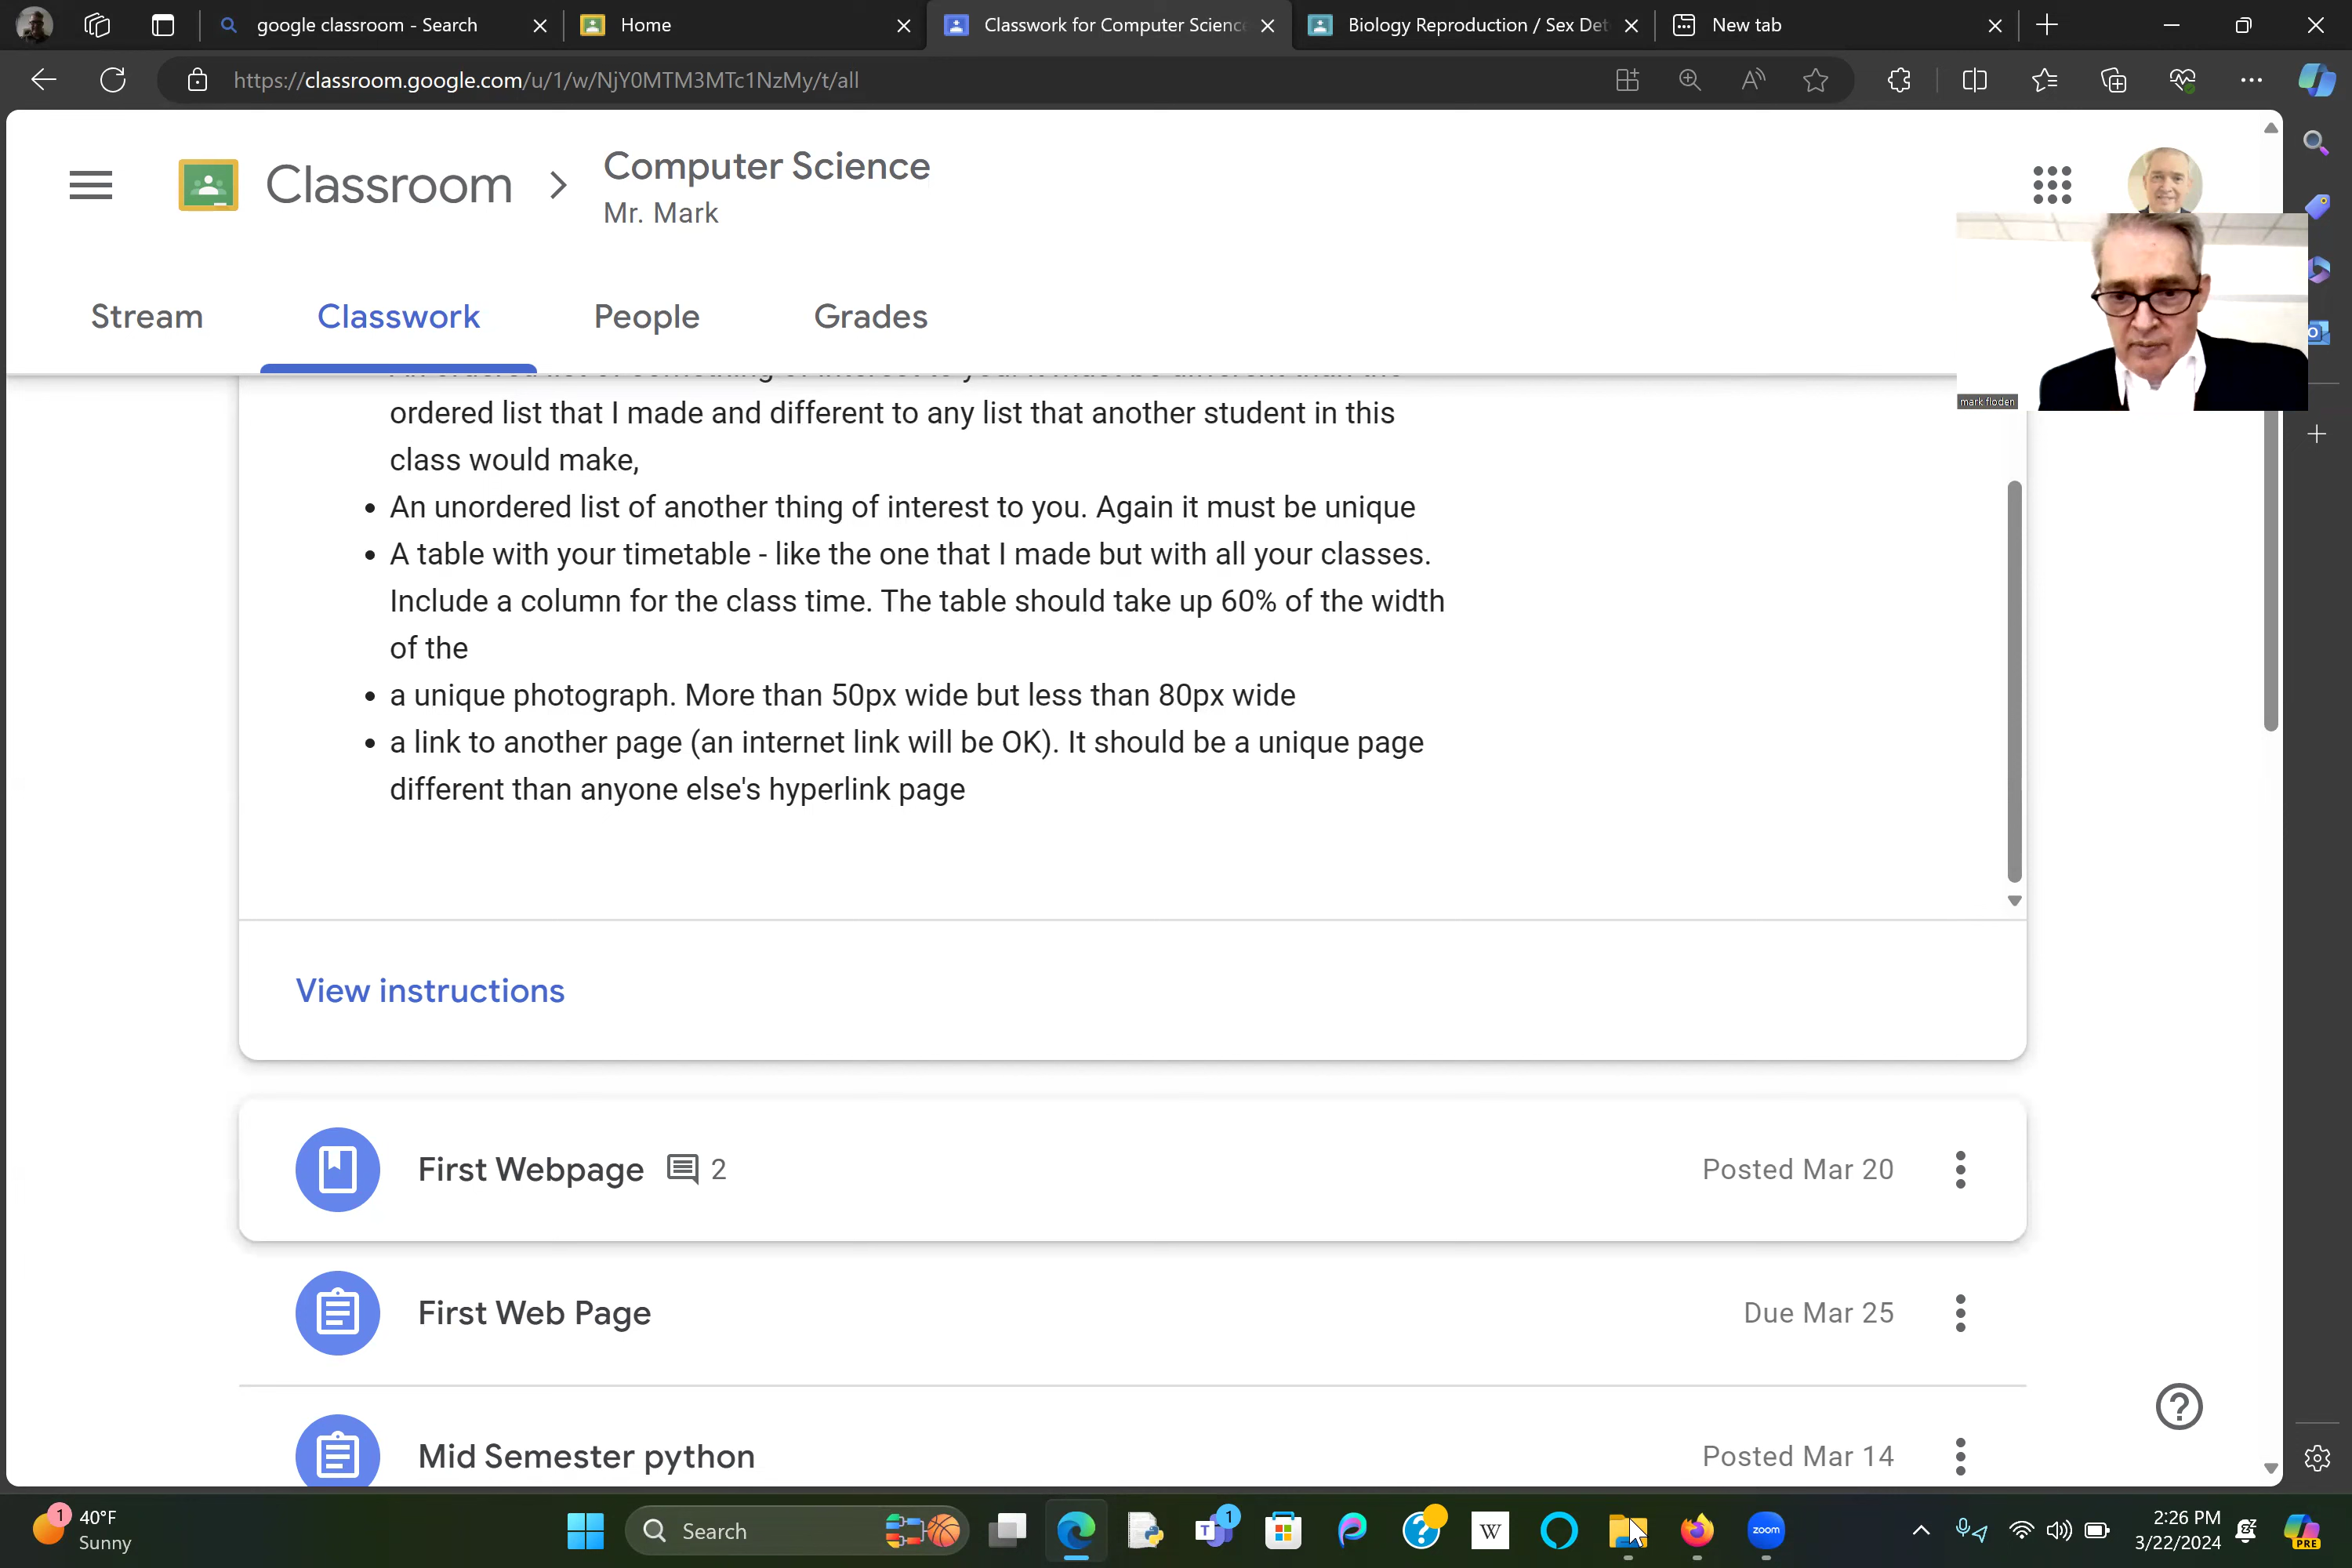 google classroom - Search
Home
Classwork for Computer Science
Biology Reproduction / Sex Det
New tab
https://classroom.google.com/u/1/w/NjY0MTM3MTc1NzMy/t/all
Classroom
Computer Science
Mr. Mark
Stream
Classwork
People
Grades
mark floden
ordered list that I made and different to any list that another student in this
class would make,
An unordered list of another thing of interest to you. Again it must be unique
A table with your timetable - like the one that I made but with all your classes.
Include a column for the class time. The table should take up 60% of the width
of the
a unique photograph. More than 50px wide but less than 80px wide
a link to another page (an internet link will be OK). It should be a unique page
different than anyone else's hyperlink page
View instructions
First Webpage 2 Posted Mar 20
First Web Page Due Mar 25
Mid Semester python Posted Mar 14
1 40°F
Sunny
Search
T 1
W
zoom
2:26 PM
3/22/2024
PRE